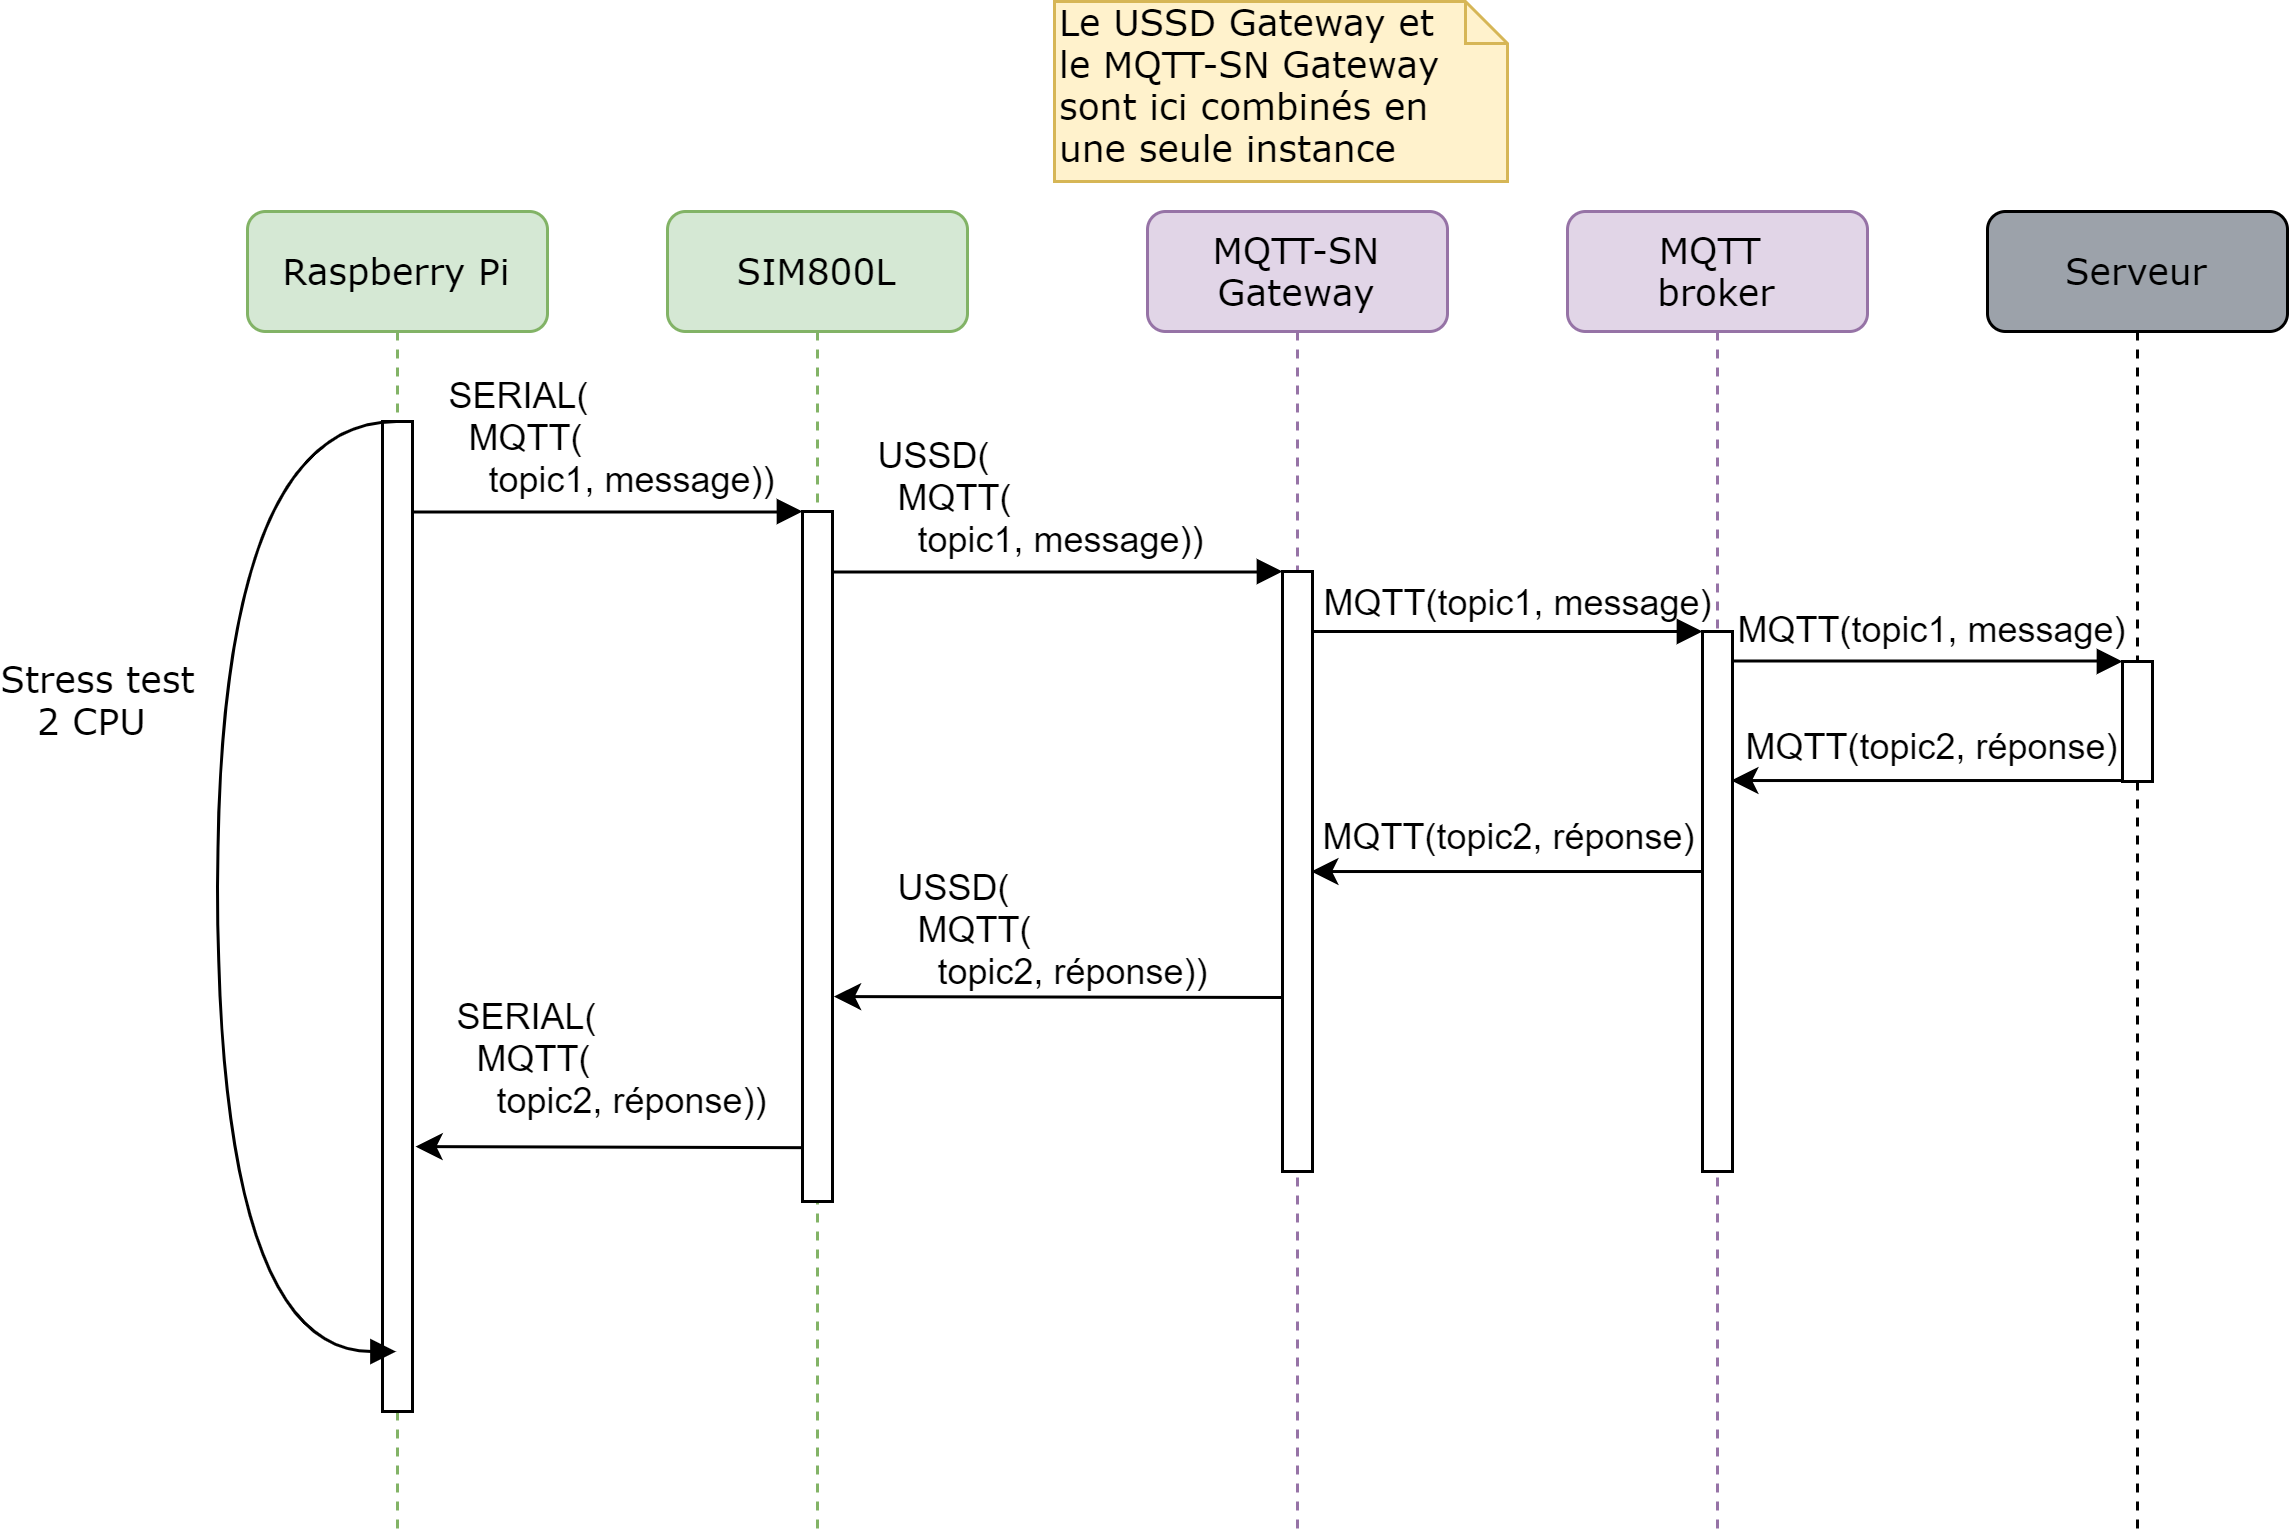 Le USSD Gateway et
le MQTT-SN Gateway
sont ici combinés en
une seule instance
Raspberry Pi
SIM800L
MQTT-SN
Gateway
MQTT
broker
Serveur
SERIAL(
MQTT(
topic1, message))
USSD(
MQTT(
topic1, message))
MQTT(topic1, message)
MQTT(topic1, message)
Stress test
2 CPU
MQTT(topic2, réponse)
MQTT(topic2, réponse)
USSD(
MQTT(
topic2, réponse))
SERIAL(
MQTT(
topic2, réponse))